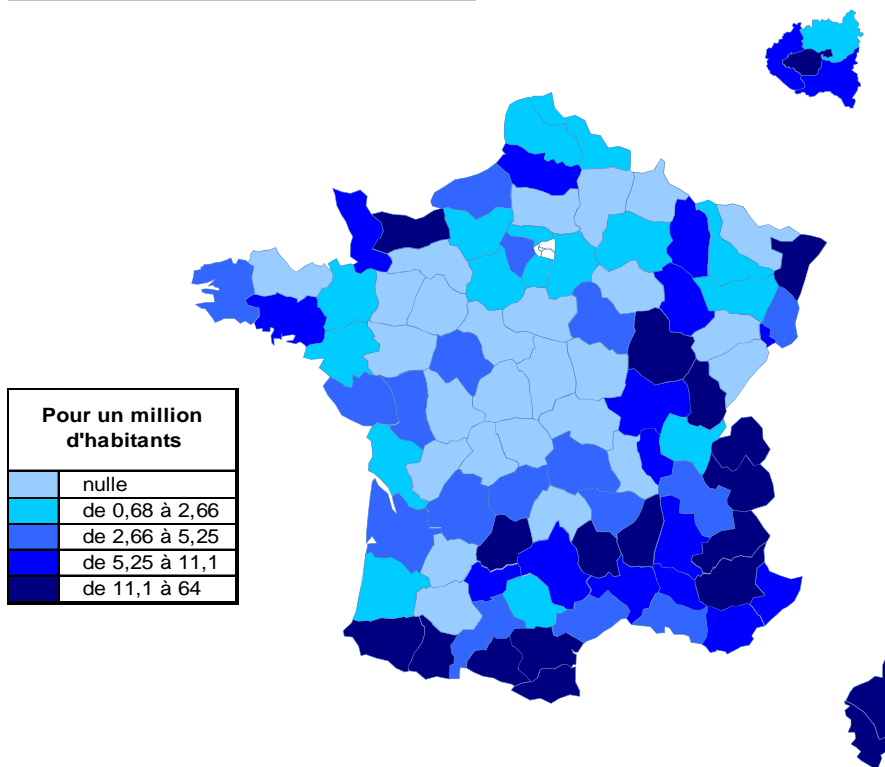 Pour un million
d'habitants
nulle
de 0,68 à 2,66
de 2,66 à 5,25
de 5,25 à 11,1
de 11,1 à 64